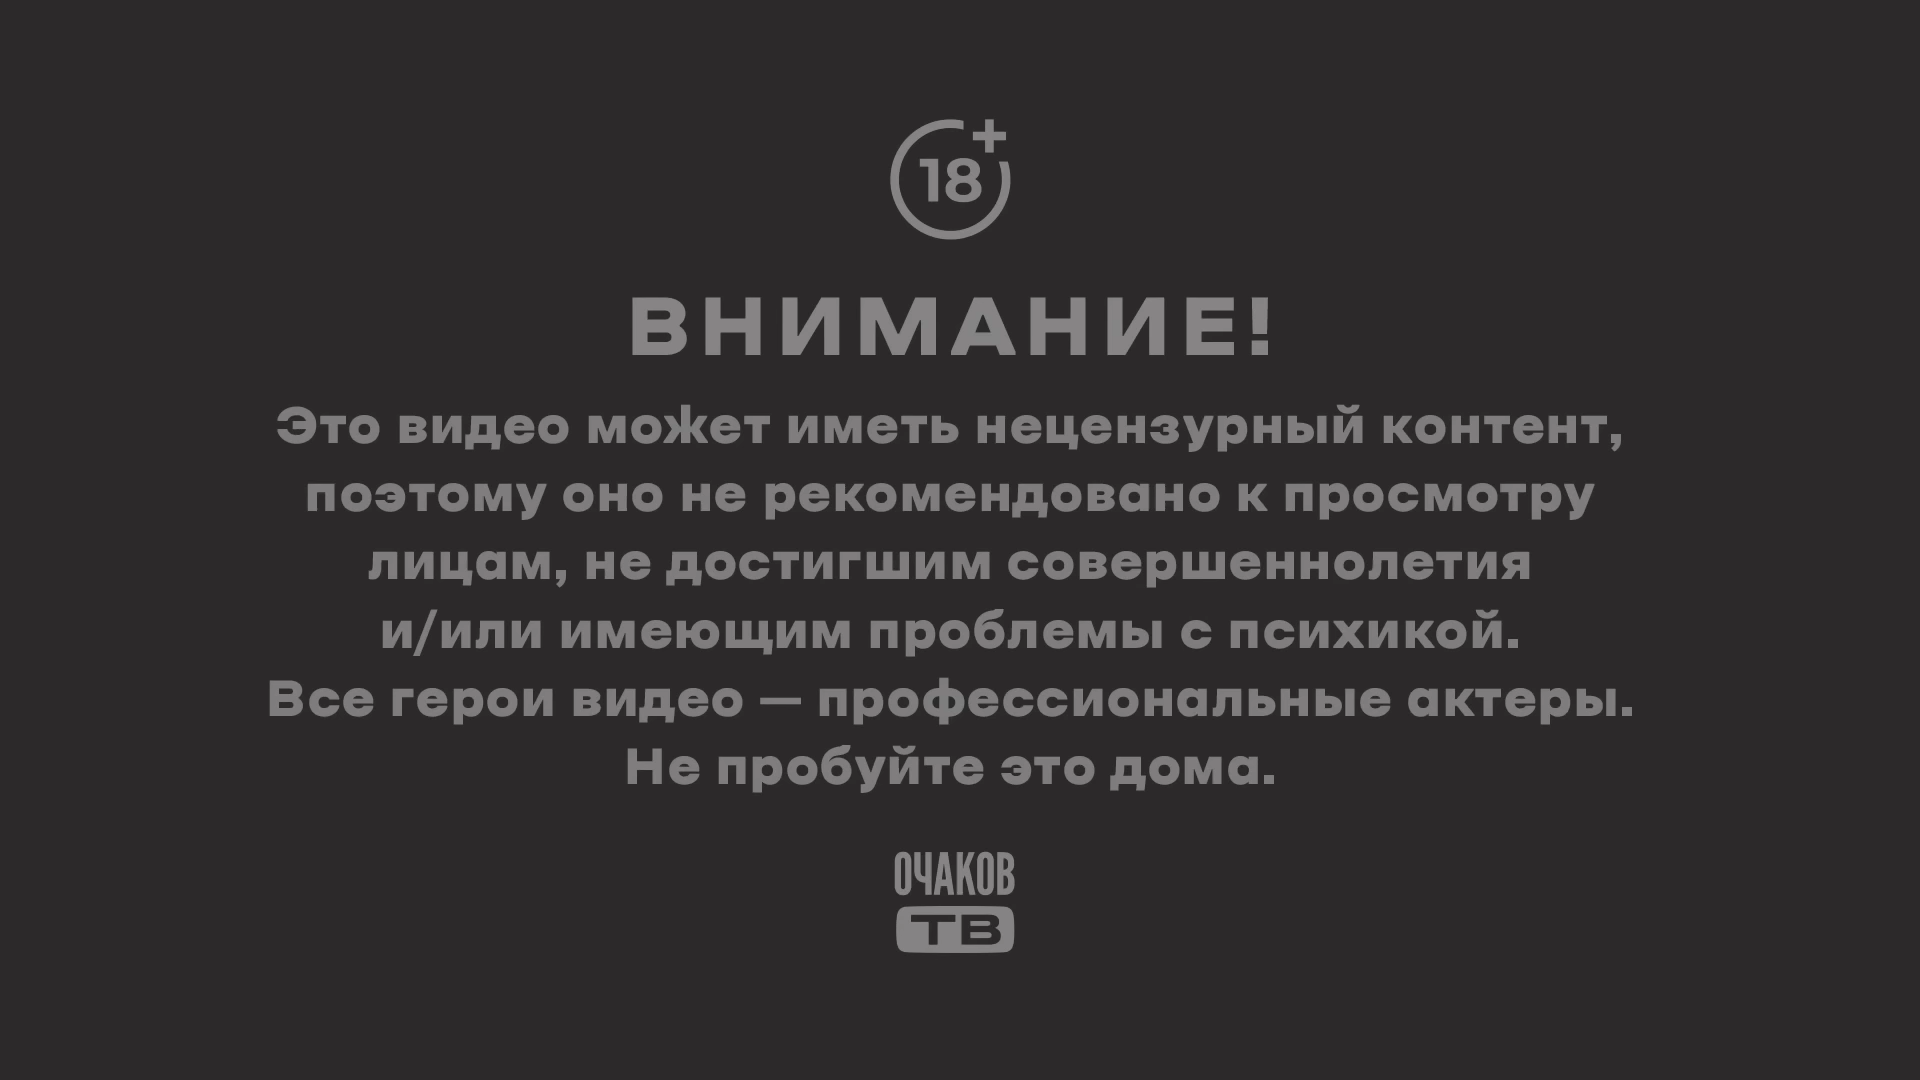 18+
ВНИМАНИЕ!
Это видео может иметь нецензурный контент,
поэтому оно не рекомендовано к просмотру
лицам, не достигшим совершеннолетия
и/или имеющим проблемы с психикой.
Все герои видео — профессиональные актеры.
Не пробуйте это дома.
ОЧАКОВ
ТВ